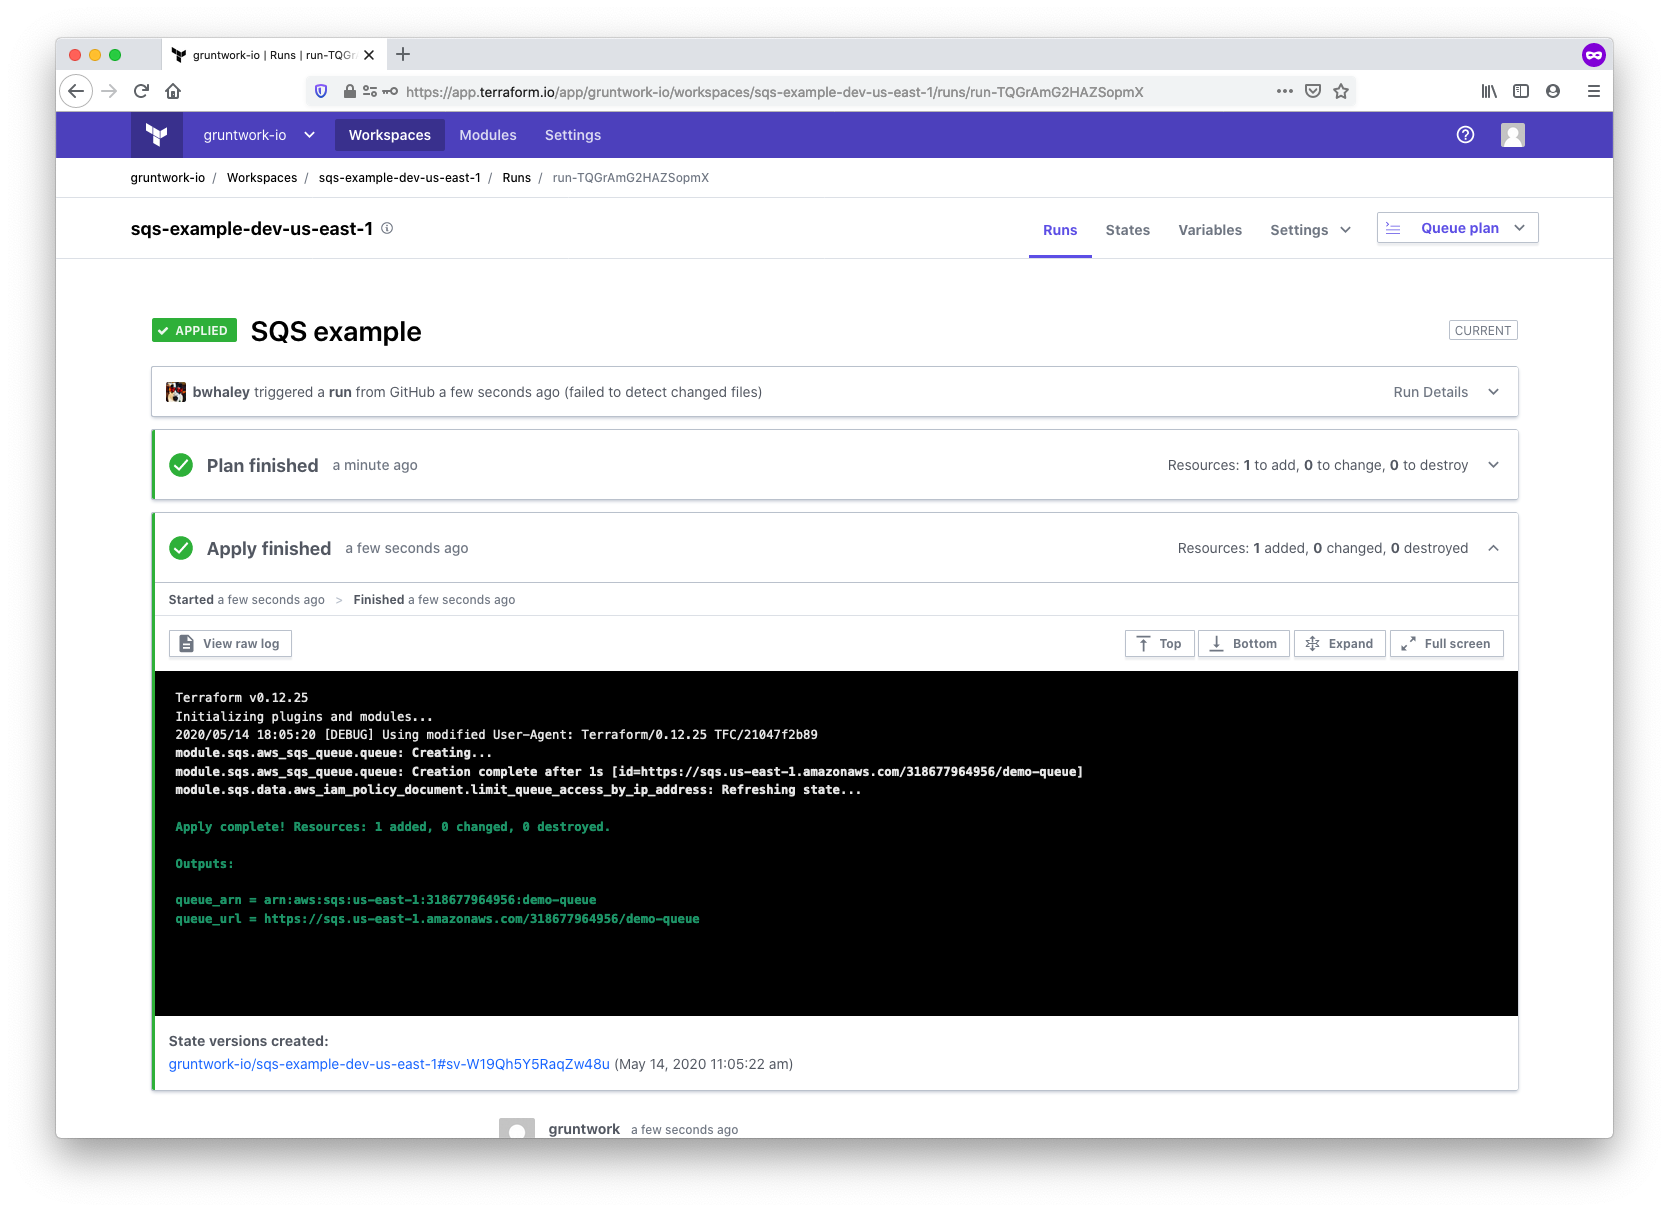 gruntwork-io | Runs | run-TQGr
https://app.terraform.io/app/gruntwork-io/workspaces/sqs-example-dev-us-east-1/runs/run-TQGrAmG2HAZSopmX
gruntwork-io Workspaces Modules Settings
gruntwork-io / Workspaces / sqs-example-dev-us-east-1 / Runs / run-TQGrAmG2HAZSopmX
sqs-example-dev-us-east-1 Runs States Variables Settings Queue plan
APPLIED SQS example CURRENT
bwhaley triggered a run from GitHub a few seconds ago (failed to detect changed files) Run Details
Plan finished a minute ago Resources: 1 to add, 0 to change, 0 to destroy
Apply finished a few seconds ago Resources: 1 added, 0 changed, 0 destroyed
Started a few seconds ago > Finished a few seconds ago
View raw log Top Bottom Expand Full screen
Terraform v0.12.25
Initializing plugins and modules...
2020/05/14 18:05:20 [DEBUG] Using modified User-Agent: Terraform/0.12.25 TFC/21047f2b89
module.sqs.aws_sqs_queue.queue: Creating...
module.sqs.aws_sqs_queue.queue: Creation complete after 1s [id=https://sqs.us-east-1.amazonaws.com/318677964956/demo-queue]
module.sqs.data.aws_iam_policy_document.limit_queue_access_by_ip_address: Refreshing state...
Apply complete! Resources: 1 added, 0 changed, 0 destroyed.
Outputs:
queue_arn = arn:aws:sqs:us-east-1:318677964956:demo-queue
queue_url = https://sqs.us-east-1.amazonaws.com/318677964956/demo-queue
State versions created:
gruntwork-io/sqs-example-dev-us-east-1#sv-W19Qh5Y5RaqZw48u (May 14, 2020 11:05:22 am)
gruntwork a few seconds ago